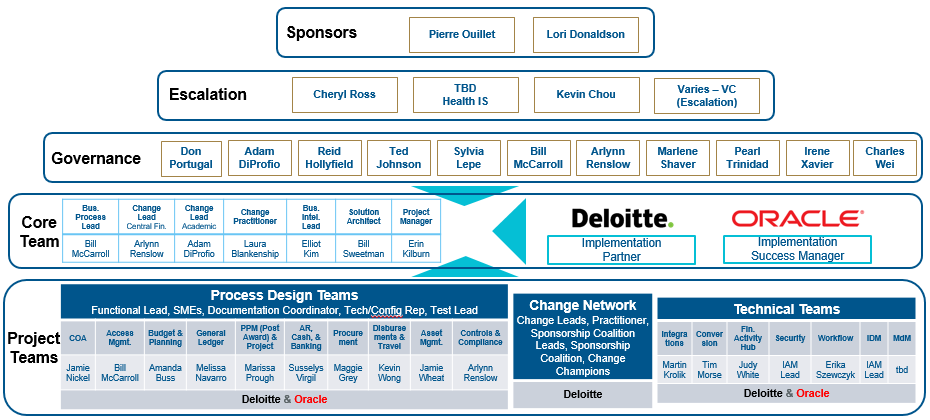 Sponsors
Pierre Ouillet
Lori Donaldson
Escalation
Cheryl Ross
TBD
Health IS
Kevin Chou
Varies – VC
(Escalation)
Governance
Don
Portugal
Adam
DiProfio
Reid
Hollyfield
Ted
Johnson
Sylvia
Lepe
Bill
McCarroll
Arlynn
Renslow
Marlene
Shaver
Pearl
Trinidad
Irene
Xavier
Charles
Wei
Core
Team
Bus.
Process
Lead
Change
Lead
Central Fin.
Change
Lead
Academic
Change
Practitioner
Bus.
Intel.
Lead
Solution
Architect
Project
Manager
Bill
McCarroll
Arlynn
Renslow
Adam
DiProfio
Laura
Blankenship
Elliot
Kim
Bill
Sweetman
Erin
Kilburn
Deloitte.
Implementation
Partner
ORACLE®
Implementation
Success Manager
Project
Teams
Process Design Teams
Functional Lead, SMEs, Documentation Coordinator, Tech/Config Rep, Test Lead
COA
Access
Mgmt.
Budget &
Planning
General
Ledger
PPM (Post
Award) &
Project
AR,
Cash, &
Banking
Procure
ment
Disburse
ments &
Travel
Asset
Mgmt.
Controls &
Compliance
Jamie
Nickel
Bill
McCarroll
Amanda
Buss
Melissa
Navarro
Marissa
Prough
Susselys
Virgil
Maggie
Grey
Kevin
Wong
Jamie
Wheat
Arlynn
Renslow
Deloitte & Oracle
Change Network
Change Leads, Practitioner,
Sponsorship Coalition
Leads, Sponsorship
Coalition, Change
Champions
Deloitte
Technical Teams
Integra
tions
Conver
sion
Fin.
Activity
Hub
Security
Workflow
IDM
MdM
Martin
Krolik
Tim
Morse
Judy
White
IAM
Lead
Erika
Szewczyk
IAM
Lead
tbd
Deloitte & Oracle